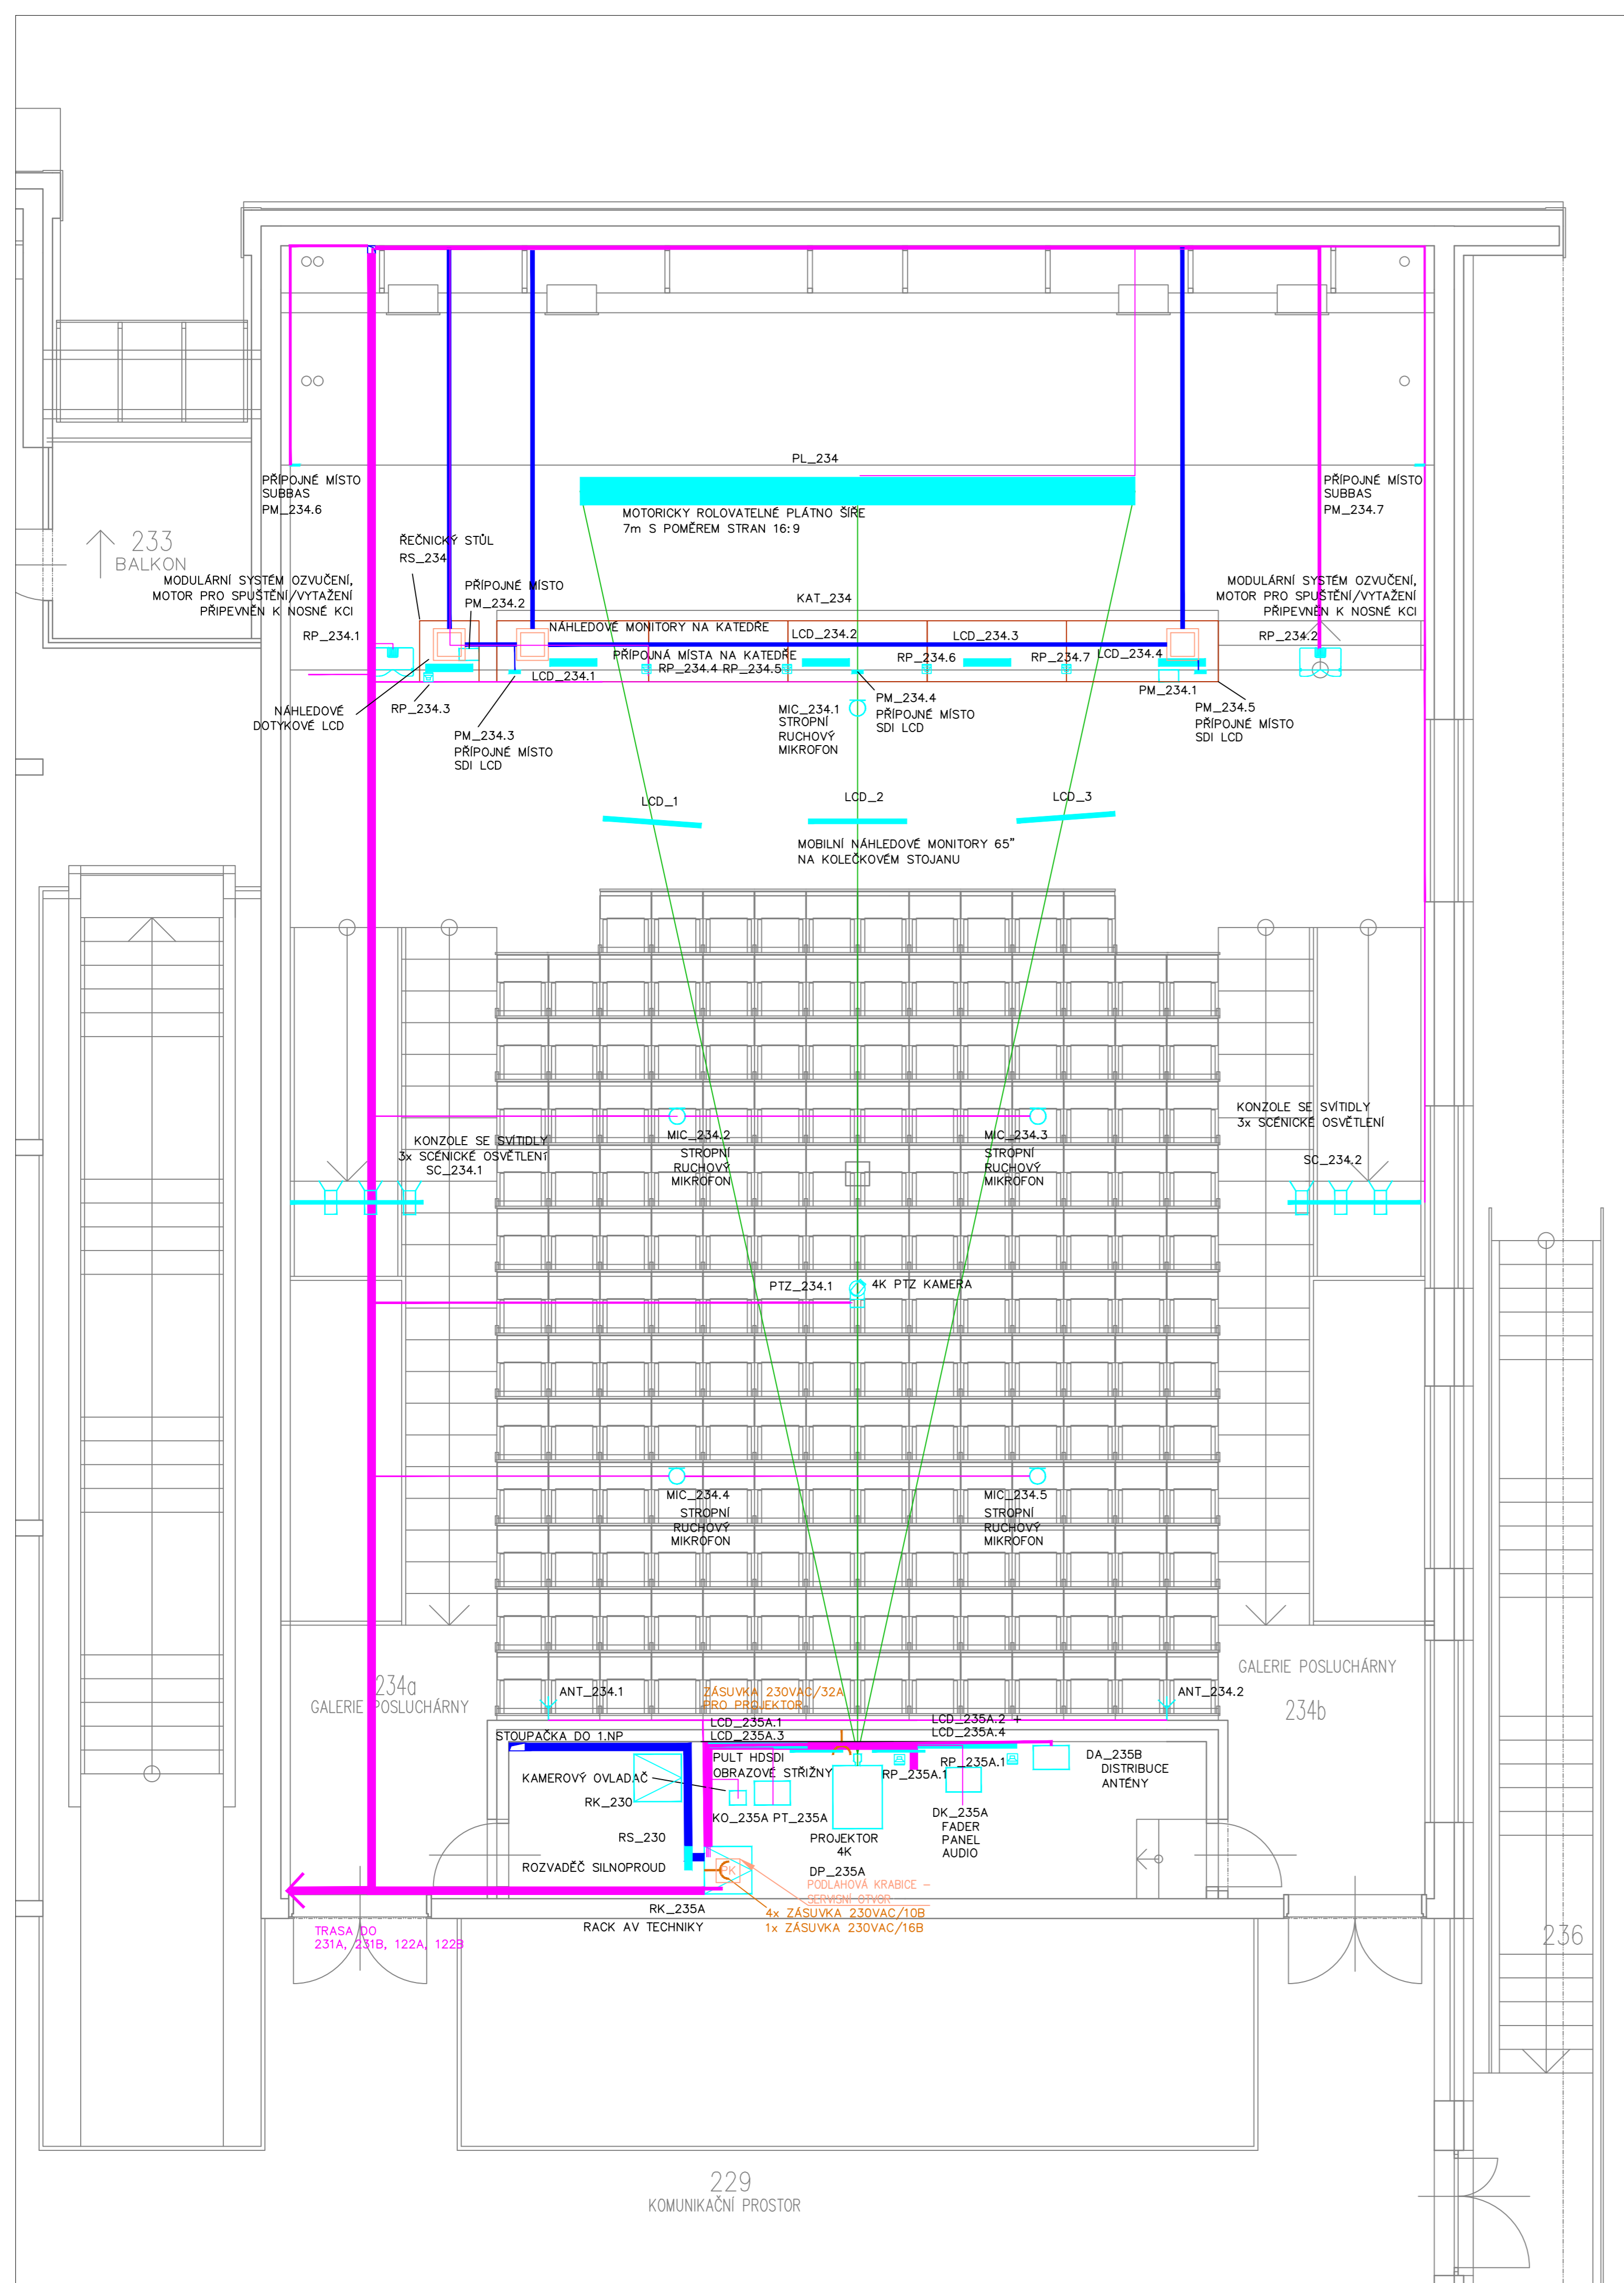 PL_234
PŘÍPOJNÉ MÍSTO
SUBBAS
PM_234.6
PŘÍPOJNÉ MÍSTO
SUBBAS
PM_234.7
MOTORICKY ROLOVATELNÉ PLÁTNO ŠÍŘE
7m S POMĚREM STRAN 16:9
233
BALKON
ŘEČNICKÝ STŮL
RS_234
MODULÁRNÍ SYSTÉM OZVUČENÍ,
MOTOR PRO SPUŠTĚNÍ/VYTAŽENÍ
PŘIPEVNĚN K NOSNÉ KCI
RP_234.1
PŘÍPOJNÉ MÍSTO
PM_234.2
KAT_234
MODULÁRNÍ SYSTÉM OZVUČENÍ,
MOTOR PRO SPUŠTĚNÍ/VYTAŽENÍ
PŘIPEVNĚN K NOSNÉ KCI
RP_234.2
NÁHLEDOVÉ MONITORY NA KATEDŘE
LCD_234.2
LCD_234.3
LCD_234.4
PŘÍPOJNÁ MÍSTA NA KATEDŘE
RP_234.4 RP_234.5
RP_234.6
RP_234.7
LCD_234.1
PM_234.1
NÁHLEDOVÉ
DOTYKOVÉ LCD
RP_234.3
PM_234.3
PŘÍPOJNÉ MÍSTO
SDI LCD
MIC_234.1
STROPNÍ
RUCHOVÝ
MIKROFON
PM_234.4
PŘÍPOJNÉ MÍSTO
SDI LCD
PM_234.5
PŘÍPOJNÉ MÍSTO
SDI LCD
LCD_1
LCD_2
LCD_3
MOBILNÍ NÁHLEDOVÉ MONITORY 65"
NA KOLEČKOVÉM STOJANU
KONZOLE SE SVÍTIDLY
3x SCÉNICKÉ OSVĚTLENÍ
SC_234.1
MIC_234.2
STROPNÍ
RUCHOVÝ
MIKROFON
MIC_234.3
STROPNÍ
RUCHOVÝ
MIKROFON
KONZOLE SE SVÍTIDLY
3x SCÉNICKÉ OSVĚTLENÍ
SC_234.2
PTZ_234.1
4K PTZ KAMERA
MIC_234.4
STROPNÍ
RUCHOVÝ
MIKROFON
MIC_234.5
STROPNÍ
RUCHOVÝ
MIKROFON
234a
GALERIE POSLUCHÁRNY
GALERIE POSLUCHÁRNY
234b
ANT_234.1
ZÁSUVKA 230VAC/32A
PRO PROJEKTOR
ANT_234.2
STOUPAČKA DO 1.NP
LCD_235A.1
LCD_235A.3
LCD_235A.2 +
LCD_235A.4
PULT HDSDI
OBRAZOVÉ STŘIŽNY
KAMEROVÝ OVLADAČ
RK_230
RP_235A.1
RP_235A.1
DA_235B
DISTRIBUCE
ANTÉNY
KO_235A PT_235A
DK_235A
FADER
PANEL
AUDIO
RS_230
PROJEKTOR
4K
ROZVADĚČ SILNOPROUD
PK
DP_235A
PODLAHOVÁ KRABICE -
SERVISNÍ OTVOR
RK_235A
4x ZÁSUVKA 230VAC/10B
RACK AV TECHNIKY
1x ZÁSUVKA 230VAC/16B
TRASA DO
231A, 231B, 122A, 122B
236
229
KOMUNIKAČNÍ PROSTOR